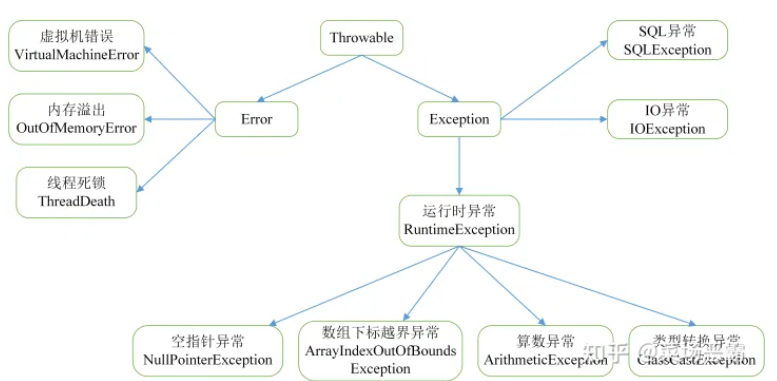 虚拟机错误
VirtualMachineError
Throwable
SQL异常
SQLException
内存溢出
OutOfMemoryError
Error
Exception
IO异常
IOException
线程死锁
ThreadDeath
运行时异常
RuntimeException
空指针异常
NullPointerException
数组下标越界异常
ArrayIndexOutOfBounds
Exception
算数异常
ArithmeticException
类型转换异常
ClassCastException
知乎